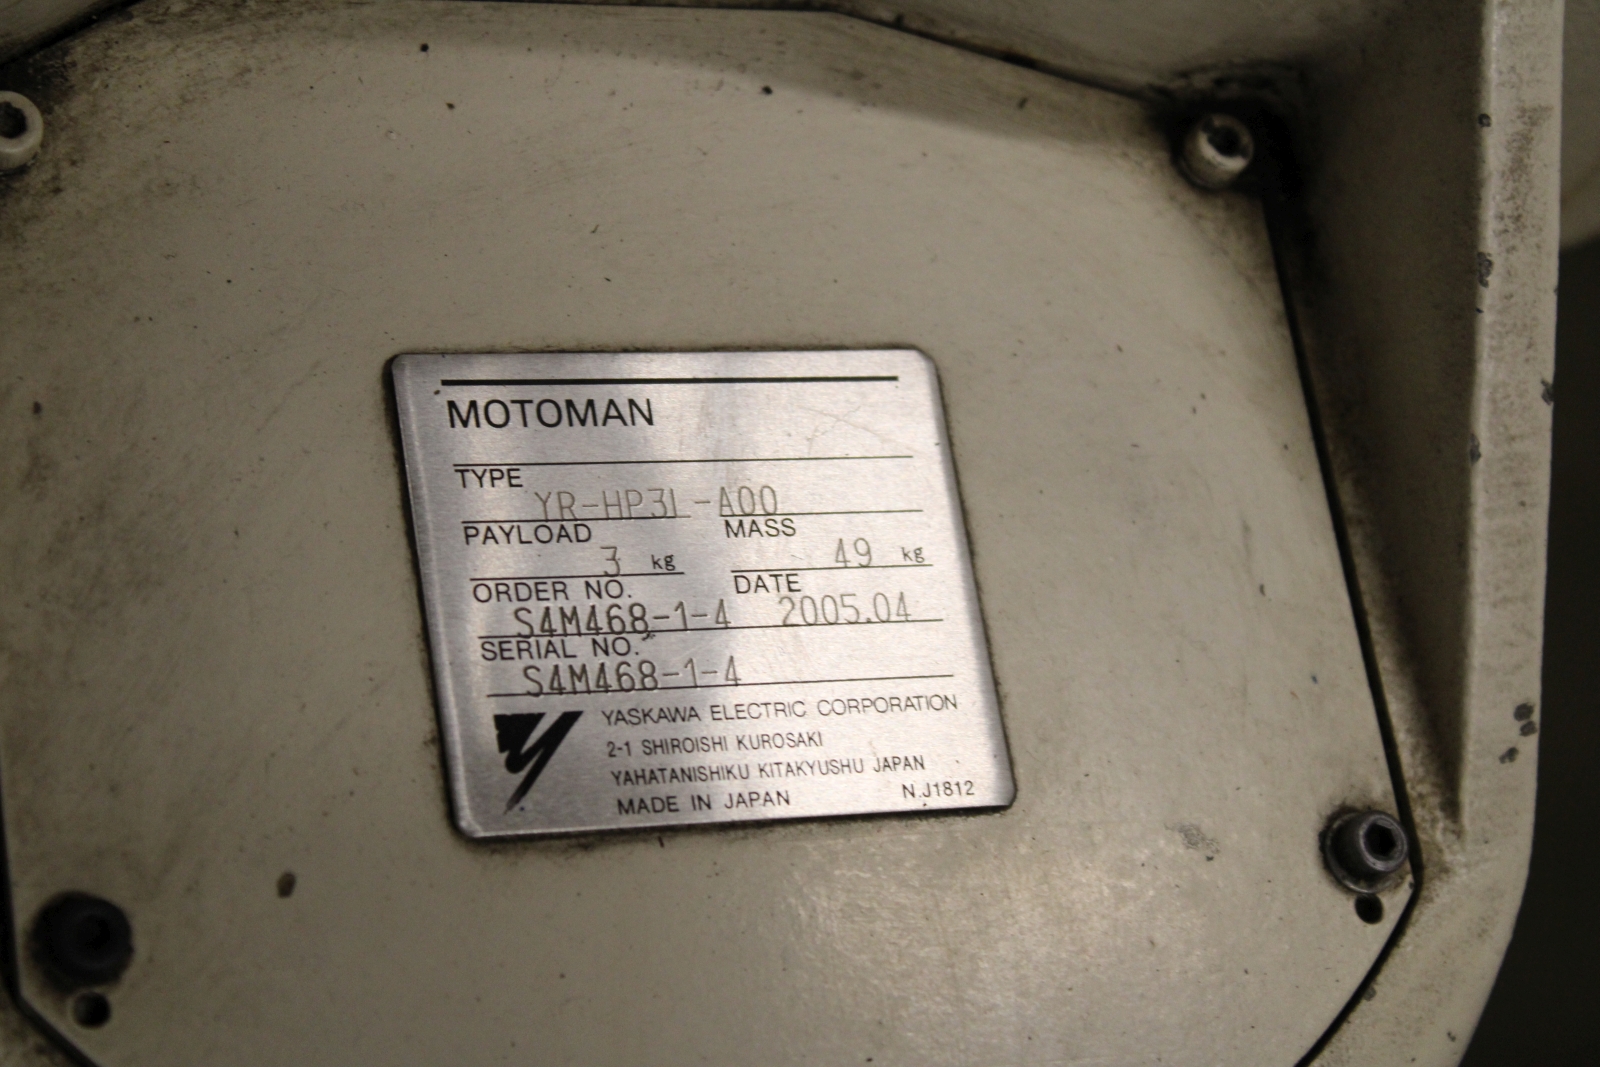 MOTOMAN
TYPE
YR-HP3L-A00
PAYLOAD MASS
3 kg 49 kg
ORDER NO. DATE
S4M468-1-4 2005.04
SERIAL NO.
S4M468-1-4
YASKAWA ELECTRIC CORPORATION
2-1 SHIROISHI KUROSAKI
YAHATANISHIKU KITAKYUSHU JAPAN
MADE IN JAPAN N.J1812